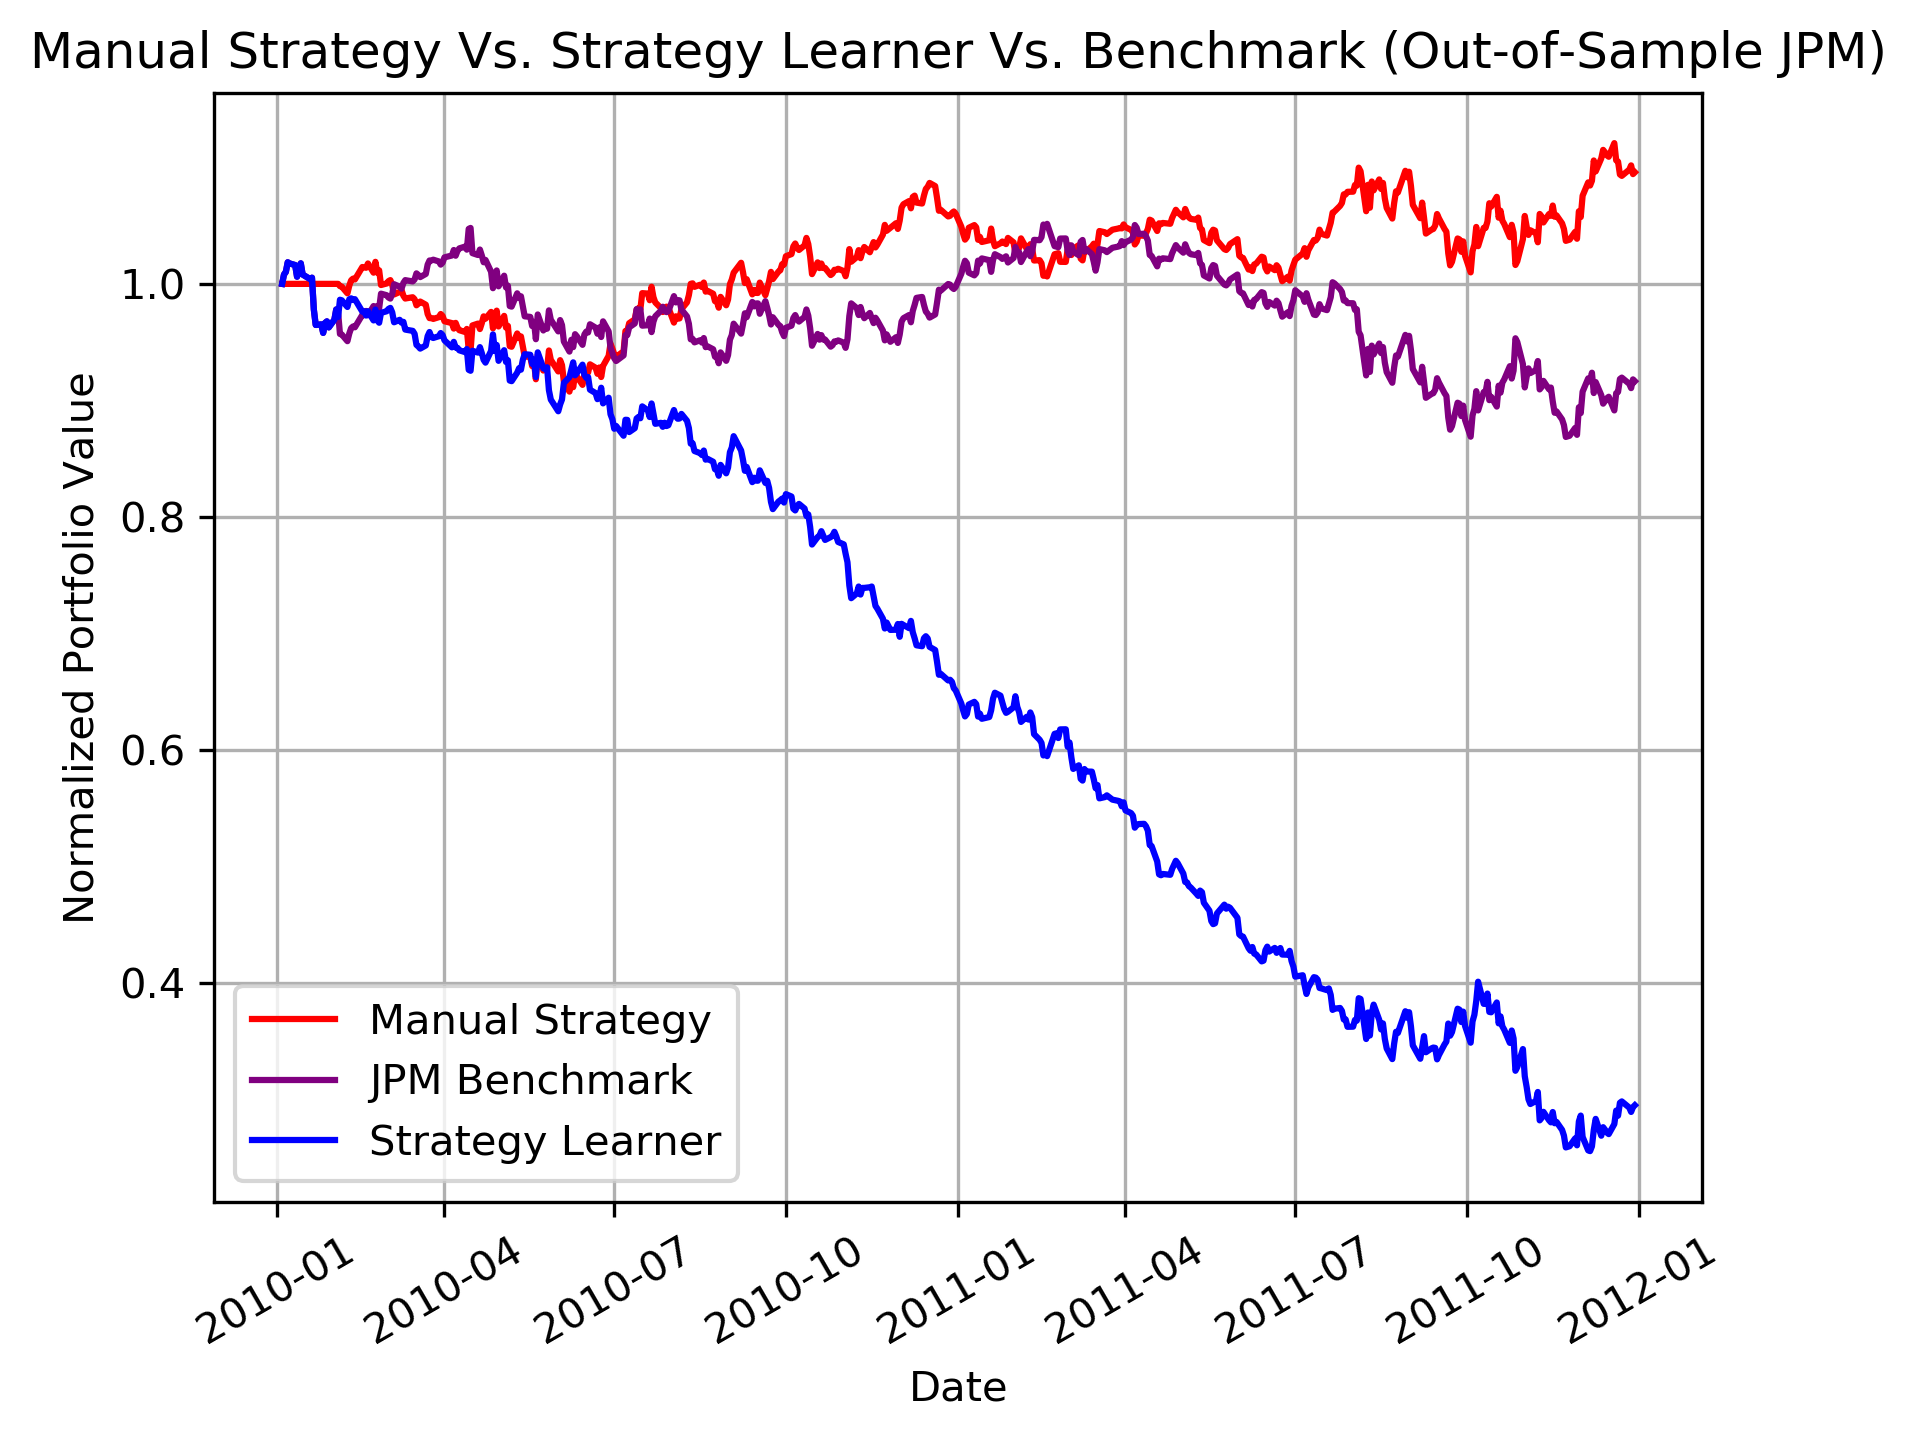 Manual Strategy Vs. Strategy Learner Vs. Benchmark (Out-of-Sample JPM)
Normalized Portfolio Value
1.0
0.8
0.6
0.4
Manual Strategy
JPM Benchmark
Strategy Learner
2010-01
2010-04
2010-07
2010-10
2011-01
2011-04
2011-07
2011-10
2012-01
Date